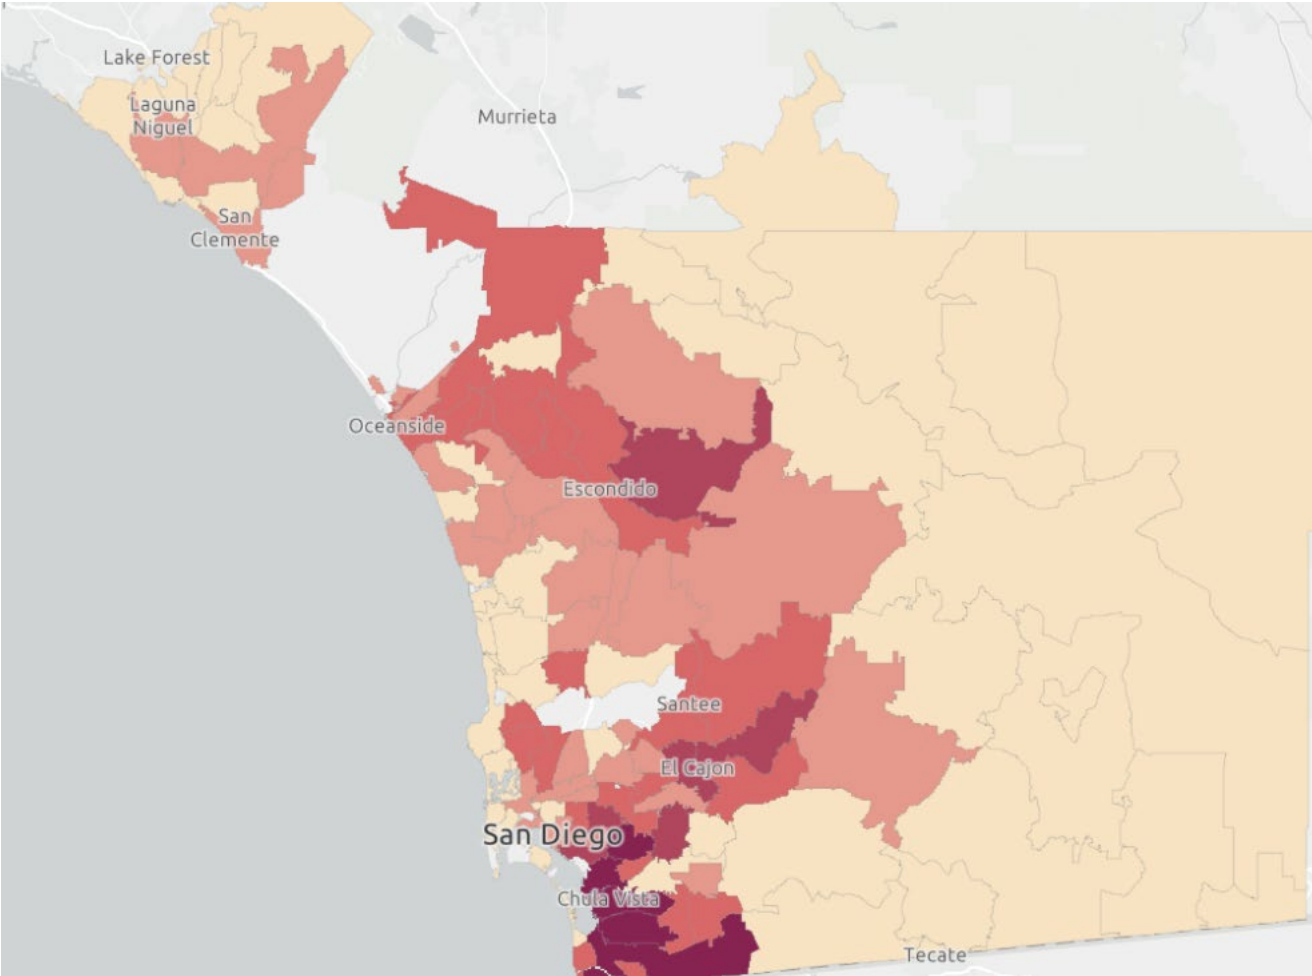 Lake Forest
Laguna
Niguel
Murrieta
San
Clemente
Oceanside
Escondido
Santee
El Cajon
San Diego
Chula Vista
Tecate